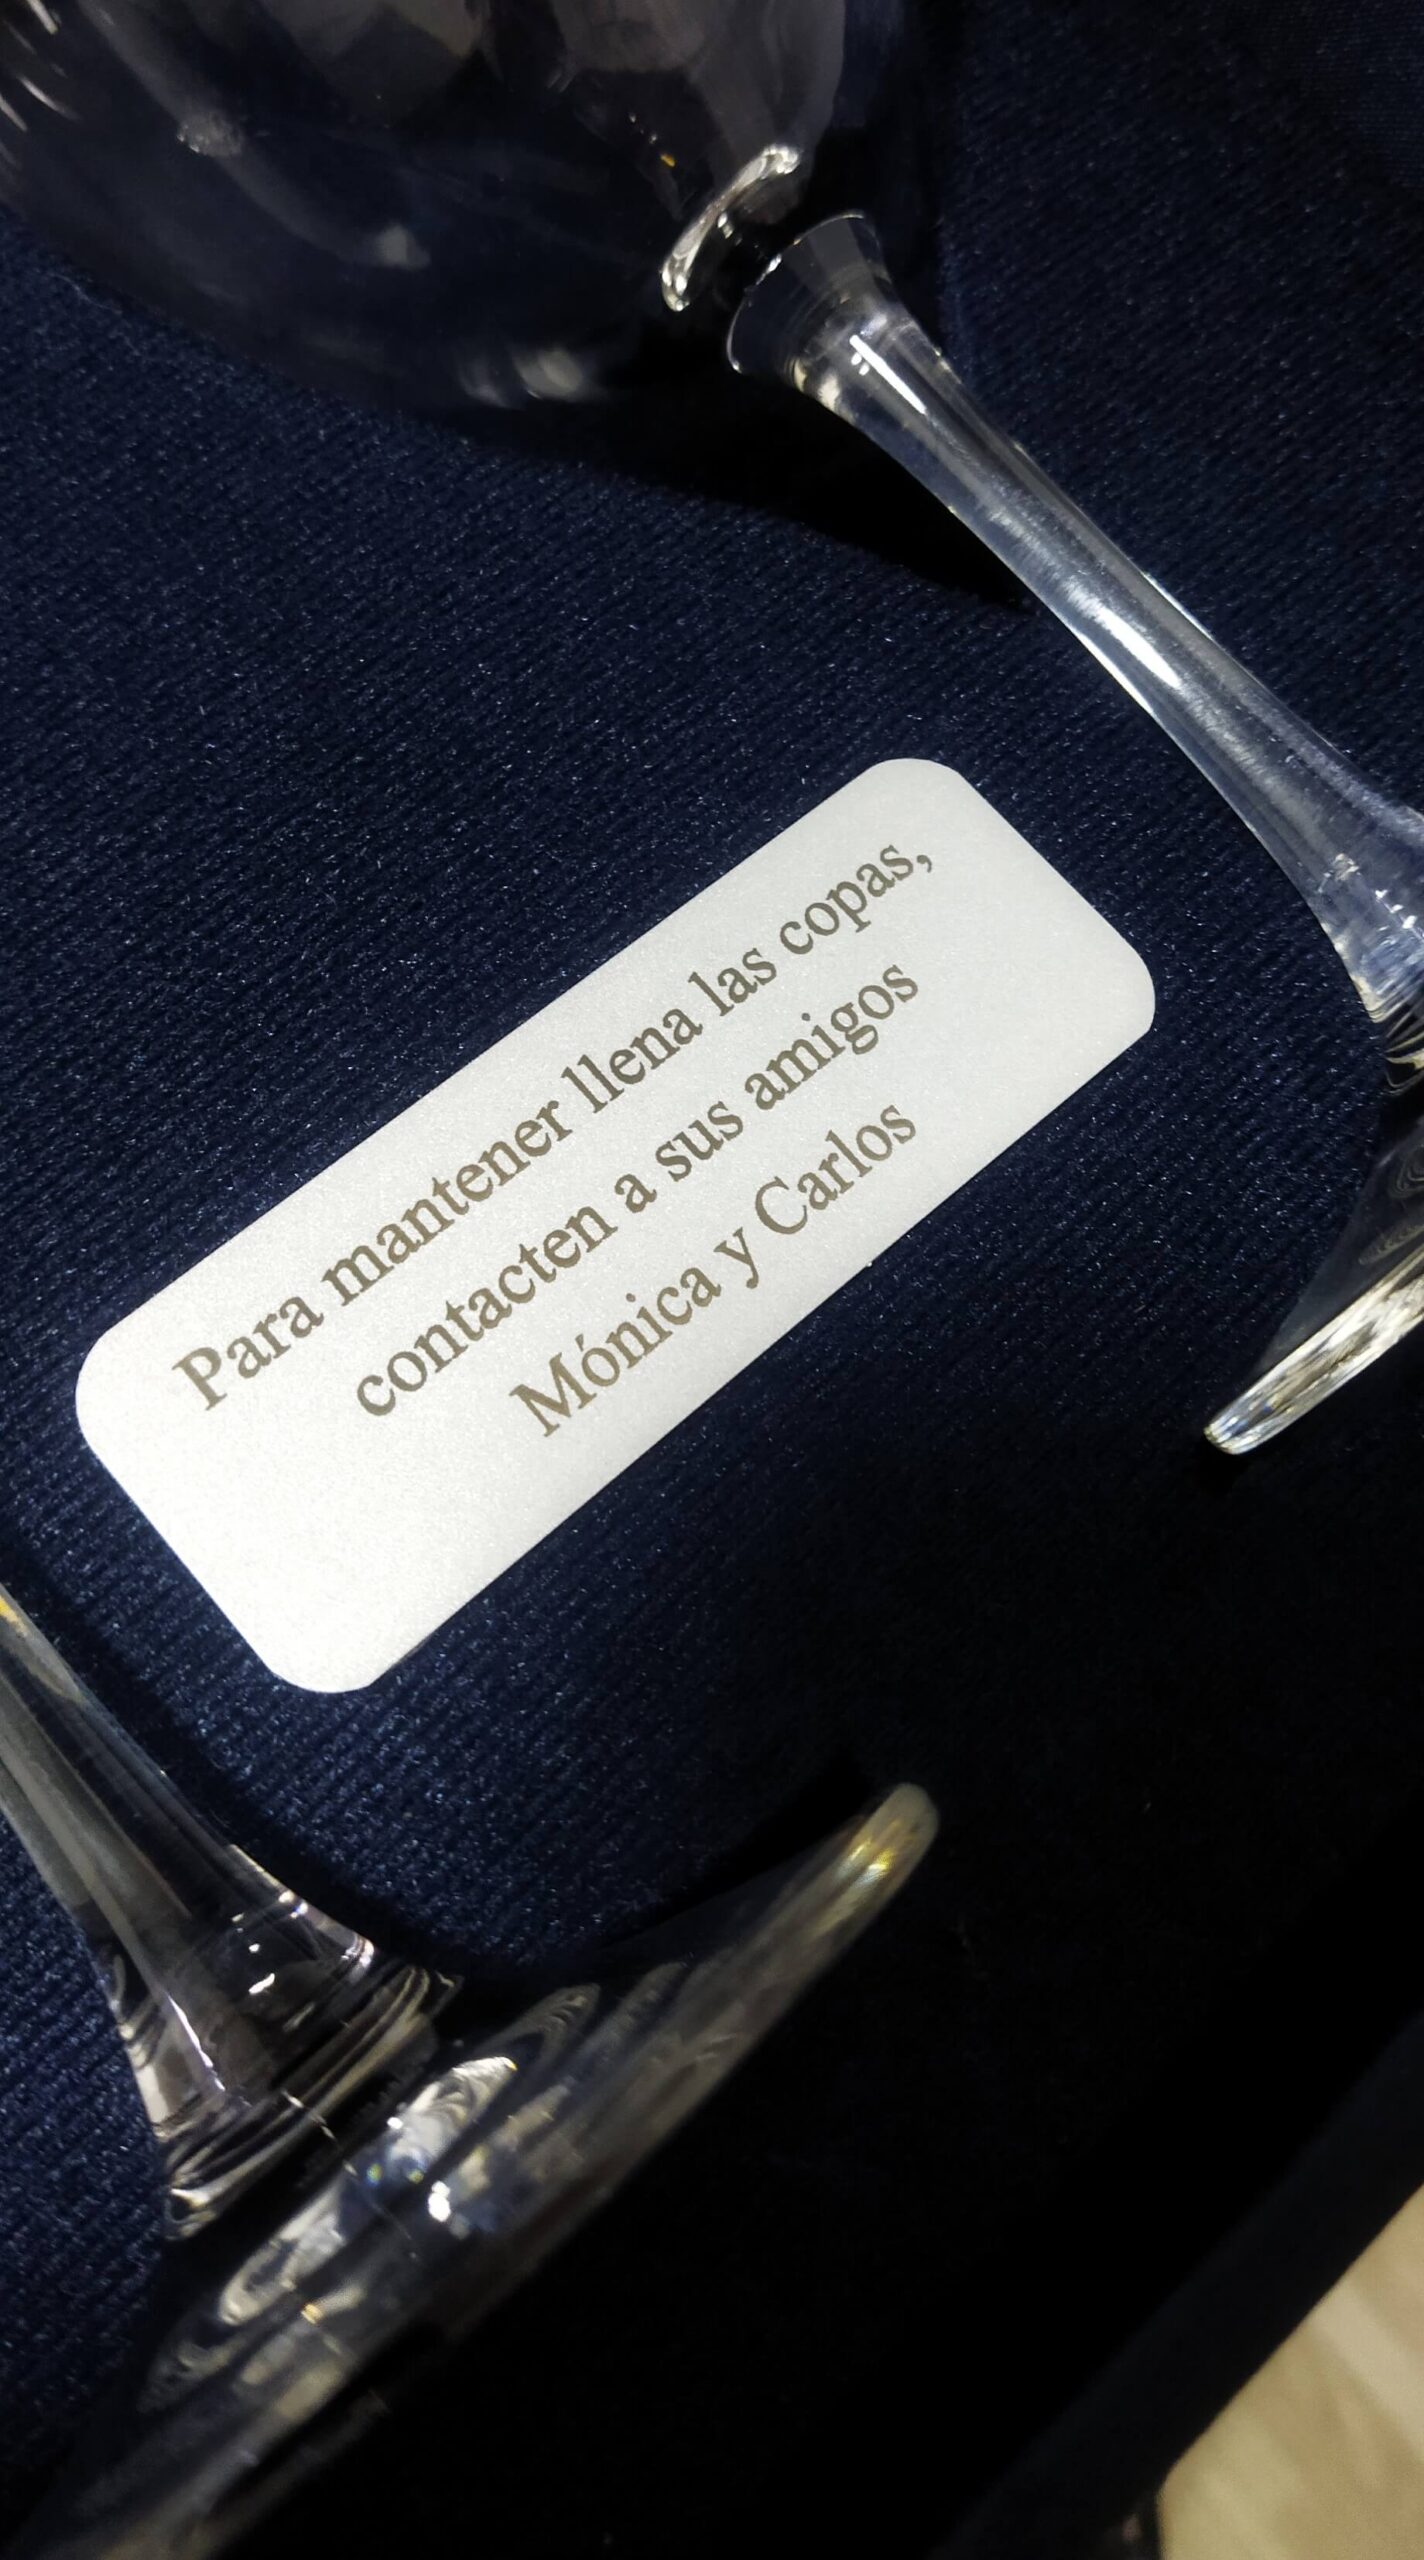 Para mantener llena las copas,
contacten a sus amigos
Mónica y Carlos